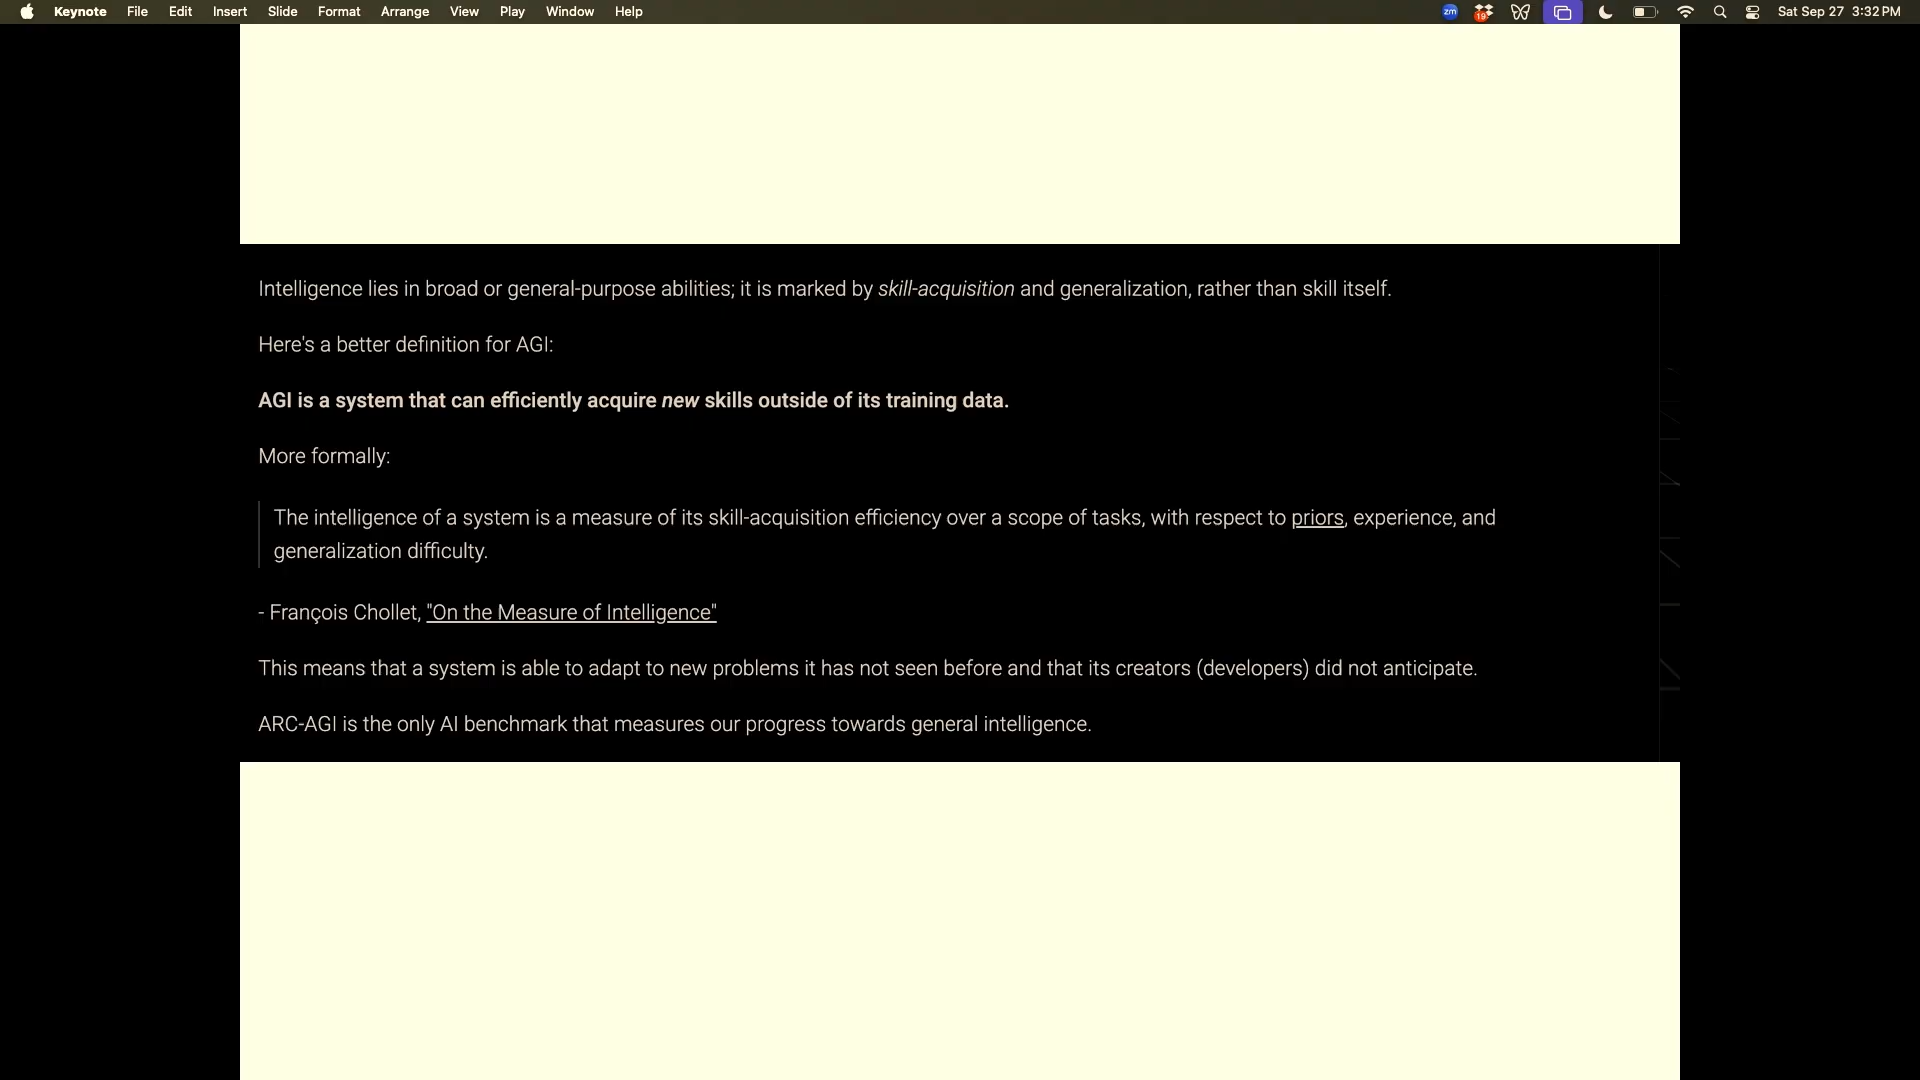 Keynote File Edit Insert Slide Format Arrange View Play Window Help zm 19 Sat Sep 27 3:32 PM
Intelligence lies in broad or general-purpose abilities; it is marked by skill-acquisition and generalization, rather than skill itself.
Here's a better definition for AGI:
AGI is a system that can efficiently acquire new skills outside of its training data.
More formally:
The intelligence of a system is a measure of its skill-acquisition efficiency over a scope of tasks, with respect to priors, experience, and
generalization difficulty.
- François Chollet, "On the Measure of Intelligence"
This means that a system is able to adapt to new problems it has not seen before and that its creators (developers) did not anticipate.
ARC-AGI is the only AI benchmark that measures our progress towards general intelligence.